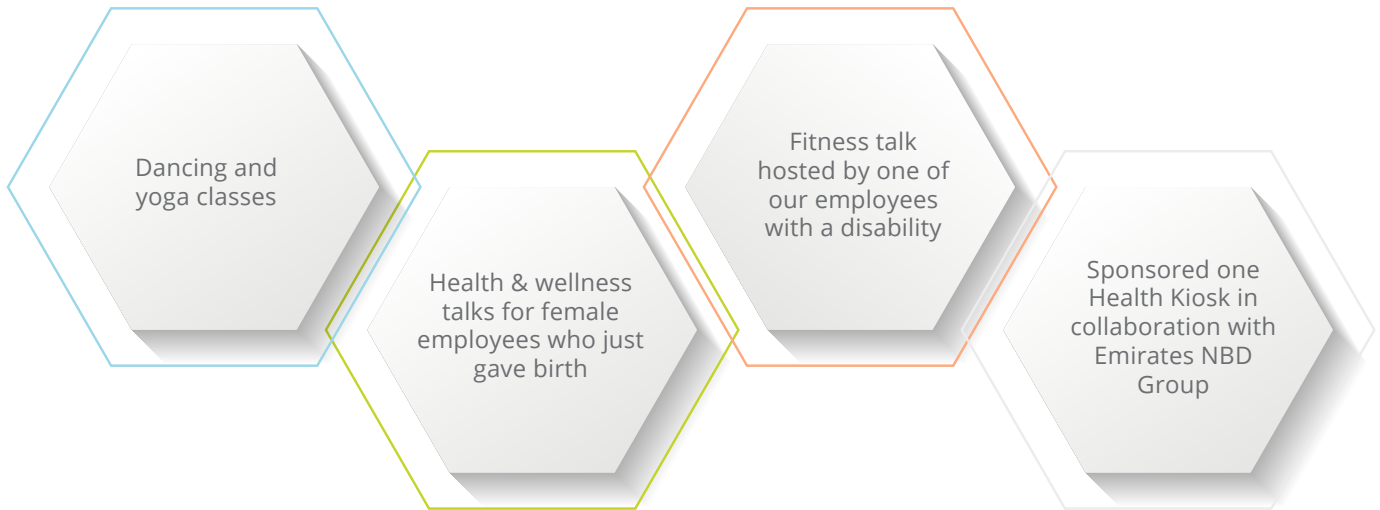 Dancing and
yoga classes
Health & wellness
talks for female
employees who just
gave birth
Fitness talk
hosted by one of
our employees
with a disability
Sponsored one
Health Kiosk in
collaboration with
Emirates NBD
Group